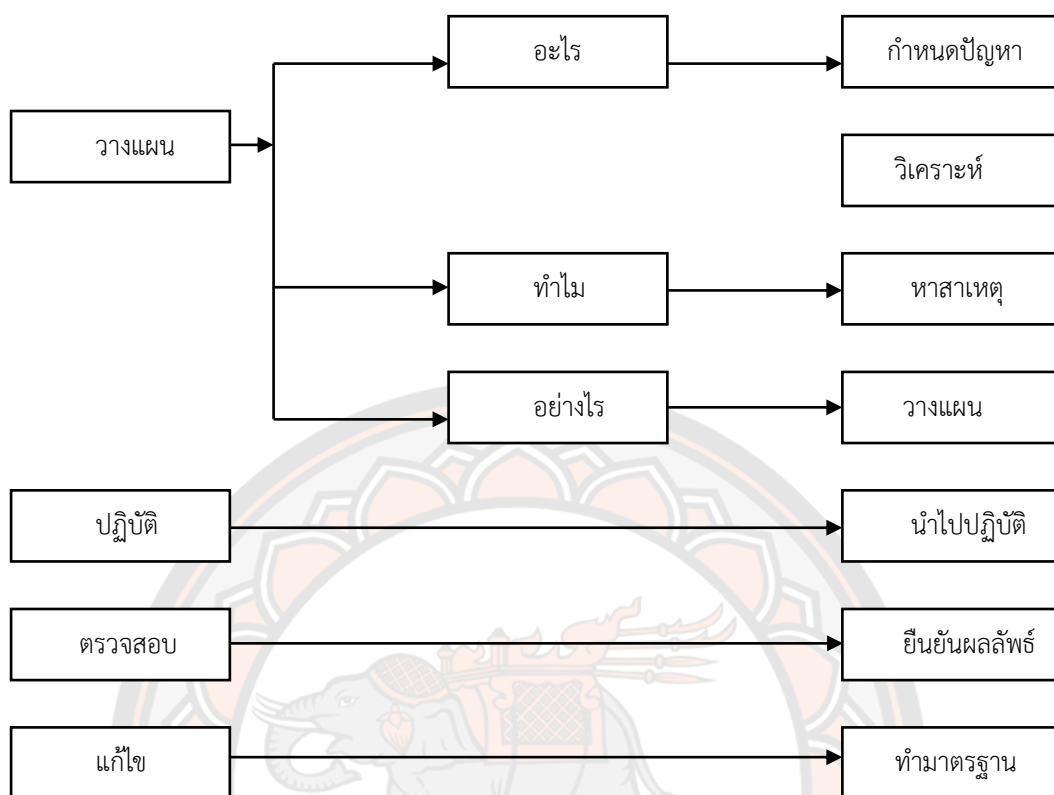 อะไร
กำหนดปัญหา
วางแผน
วิเคราะห์
ทำไม
หาสาเหตุ
อย่างไร
วางแผน
ปฏิบัติ
นำไปปฏิบัติ
ตรวจสอบ
ยืนยันผลลัพธ์
แก้ไข
ทำมาตรฐาน